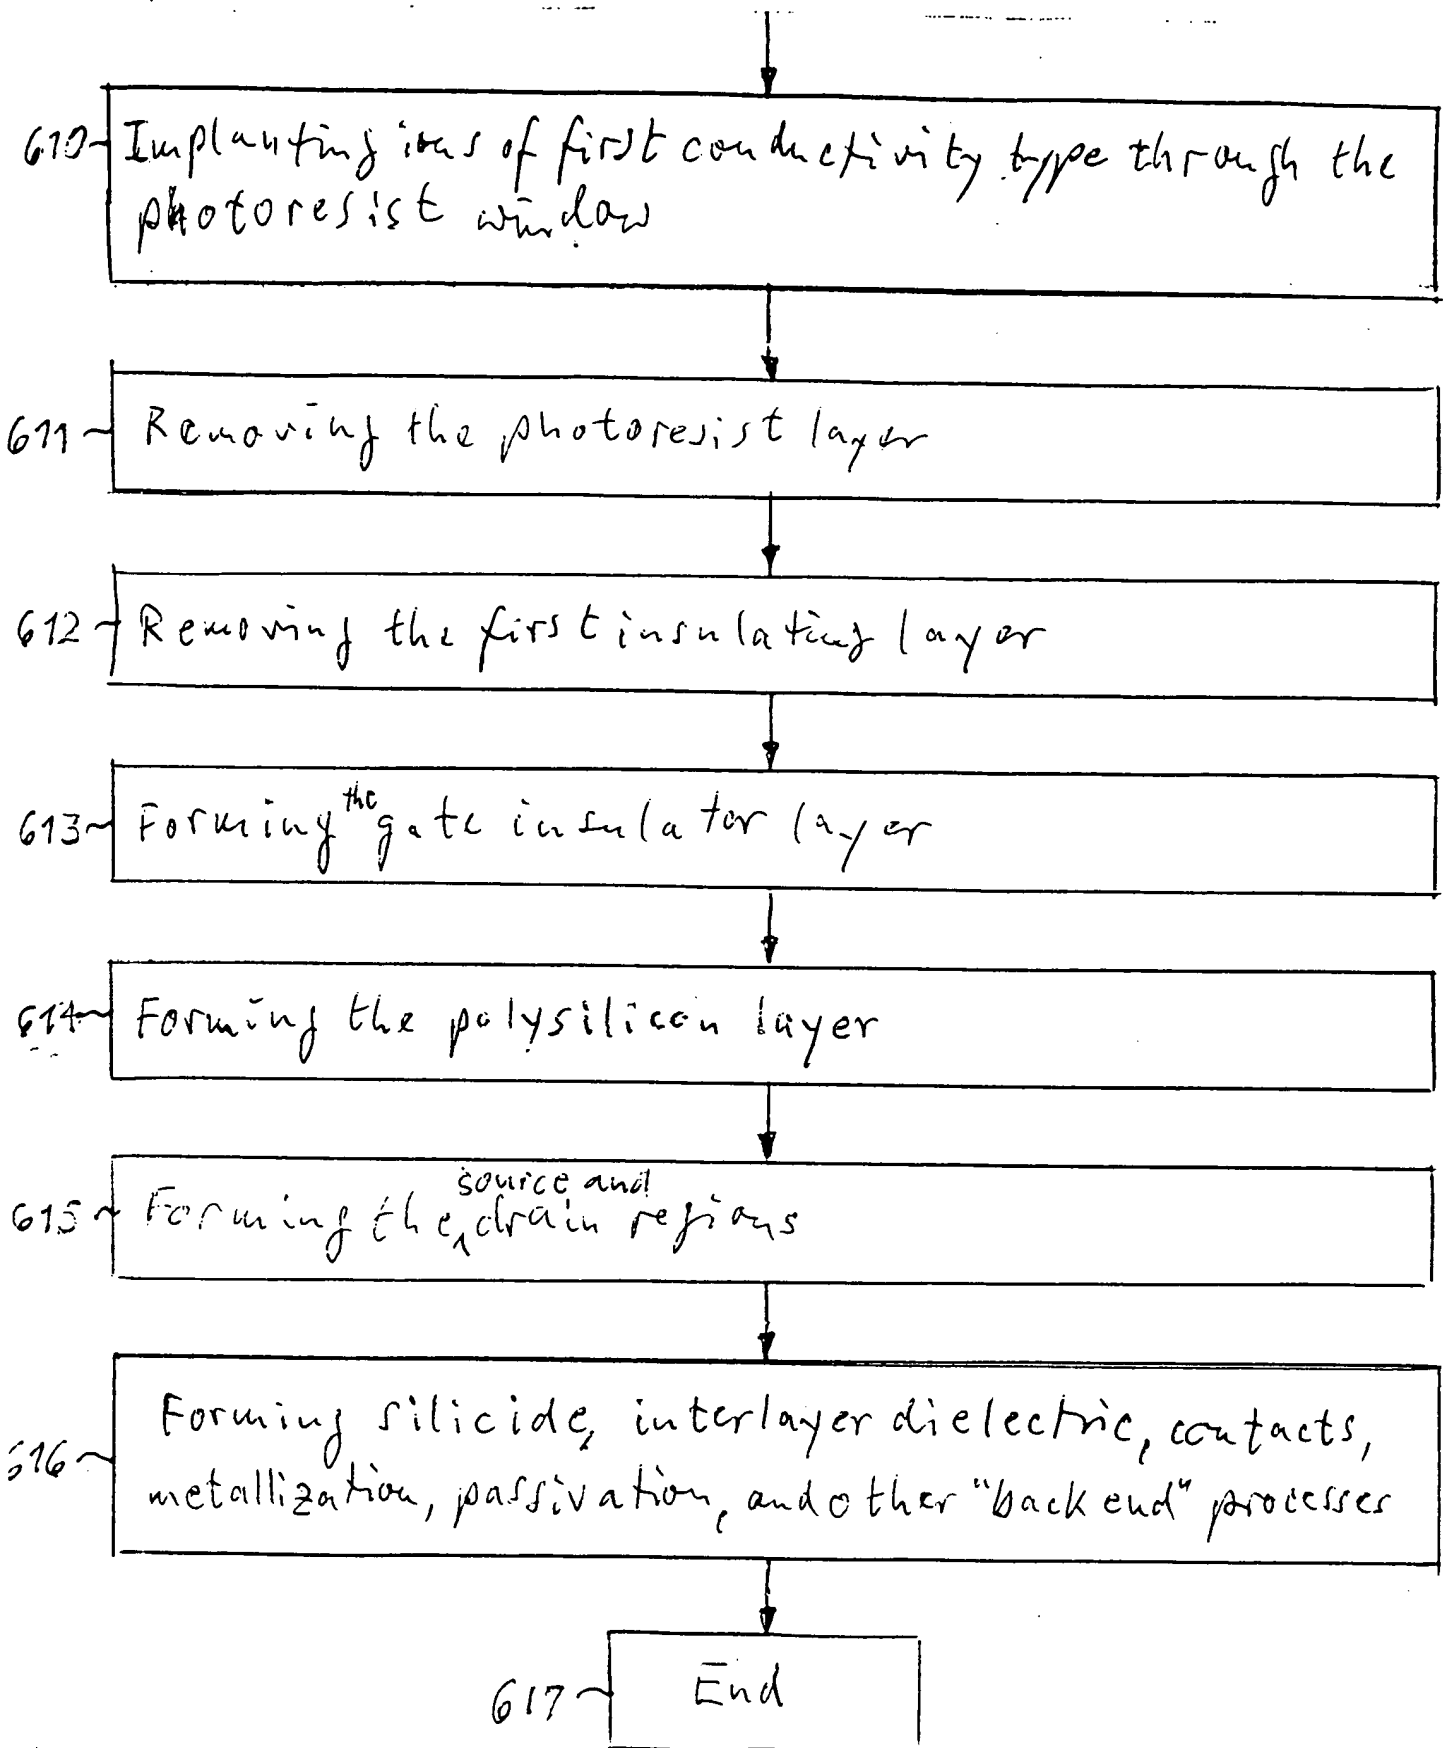 610 Implanting ions of first conductivity type through the
photoresist window
611 Removing the photoresist layer
612 Removing the first insulating layer
613 Forming the gate insulator layer
614 Forming the polysilicon layer
615 Forming the source and drain regions
Forming silicide, interlayer dielectric, contacts,
616 metallization, passivation, and other "back end" processes
617 End